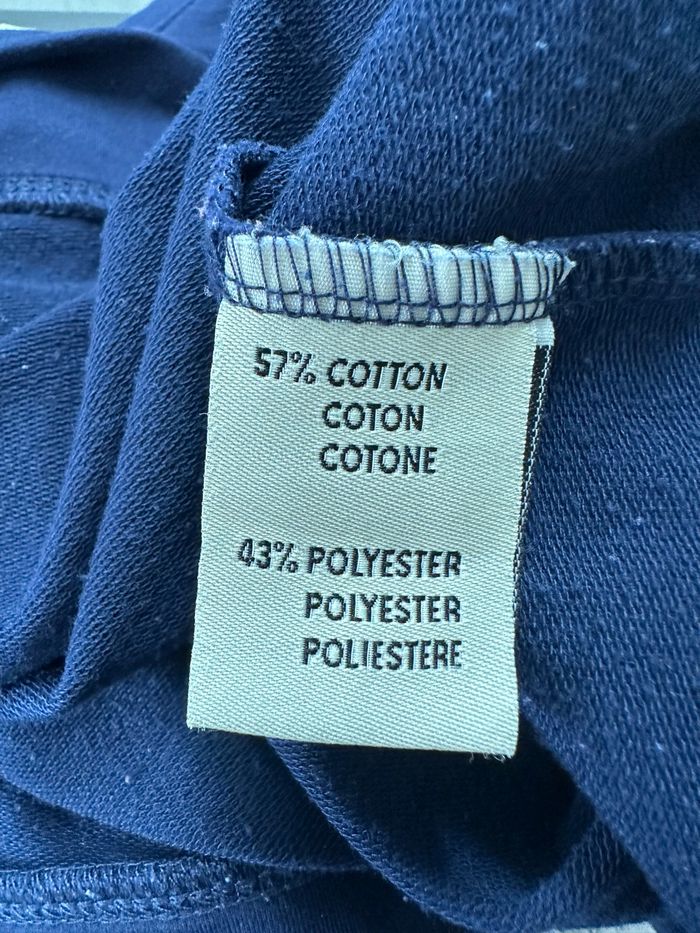 57% COTTON
COTON
COTONE
43% POLYESTER
POLYESTER
POLIESTERE